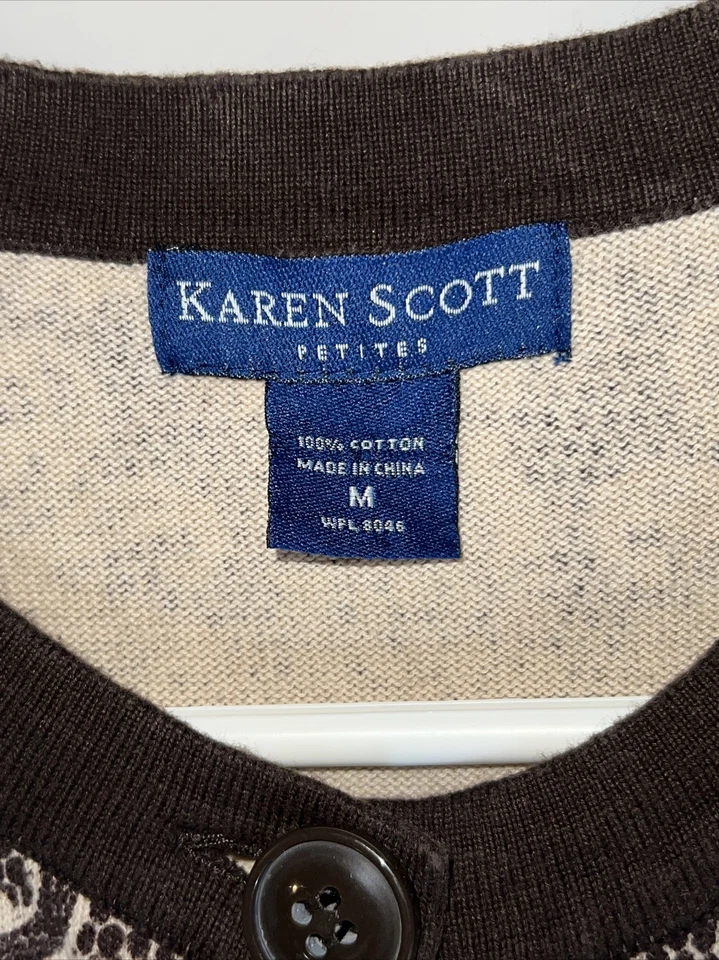 KAREN SCOTT
PETITES
100% COTTON
MADE IN CHINA
M
WPL 8046